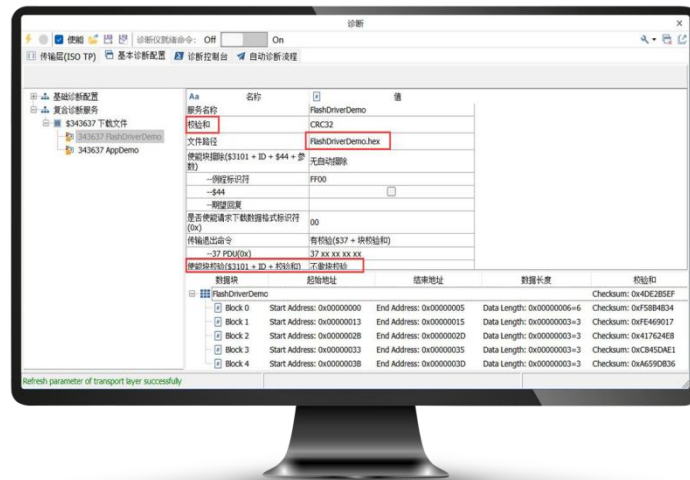 诊断
使能 诊断仪就绪命令: Off On
传输层(ISO TP) 基本诊断配置 诊断控制台 自动诊断流程
基础诊断配置
复合诊断服务
$343637 下载文件
343637 FlashDriverDemo
343637 AppDemo
Aa 名称 # 值
服务名称 FlashDriverDemo
校验和 CRC32
文件路径 FlashDriverDemo.hex
使能块擦除($3101 + ID + $44 + 参数) 无自动擦除
--例程标识符 FF00
--$44
--期望回复
是否使能请求下载数据格式标识符(0x) 00
传输退出命令 有校验($37 + 块校验和)
--37 PDU(0x) 37 xx xx xx xx
使能块校验($3101 + ID + 校验和) 不做块校验
数据块 起始地址 结束地址 数据长度 校验和
FlashDriverDemo Checksum: 0x4DE2B5EF
Block 0 Start Address: 0x00000000 End Address: 0x00000005 Data Length: 0x00000006=6 Checksum: 0xF58B4B34
Block 1 Start Address: 0x00000013 End Address: 0x00000015 Data Length: 0x00000003=3 Checksum: 0xFE469017
Block 2 Start Address: 0x0000002B End Address: 0x0000002D Data Length: 0x00000003=3 Checksum: 0x417624E8
Block 3 Start Address: 0x00000033 End Address: 0x00000035 Data Length: 0x00000003=3 Checksum: 0xC845DAE1
Block 4 Start Address: 0x0000003B End Address: 0x0000003D Data Length: 0x00000003=3 Checksum: 0xA659DB36
Refresh parameter of transport layer successfully